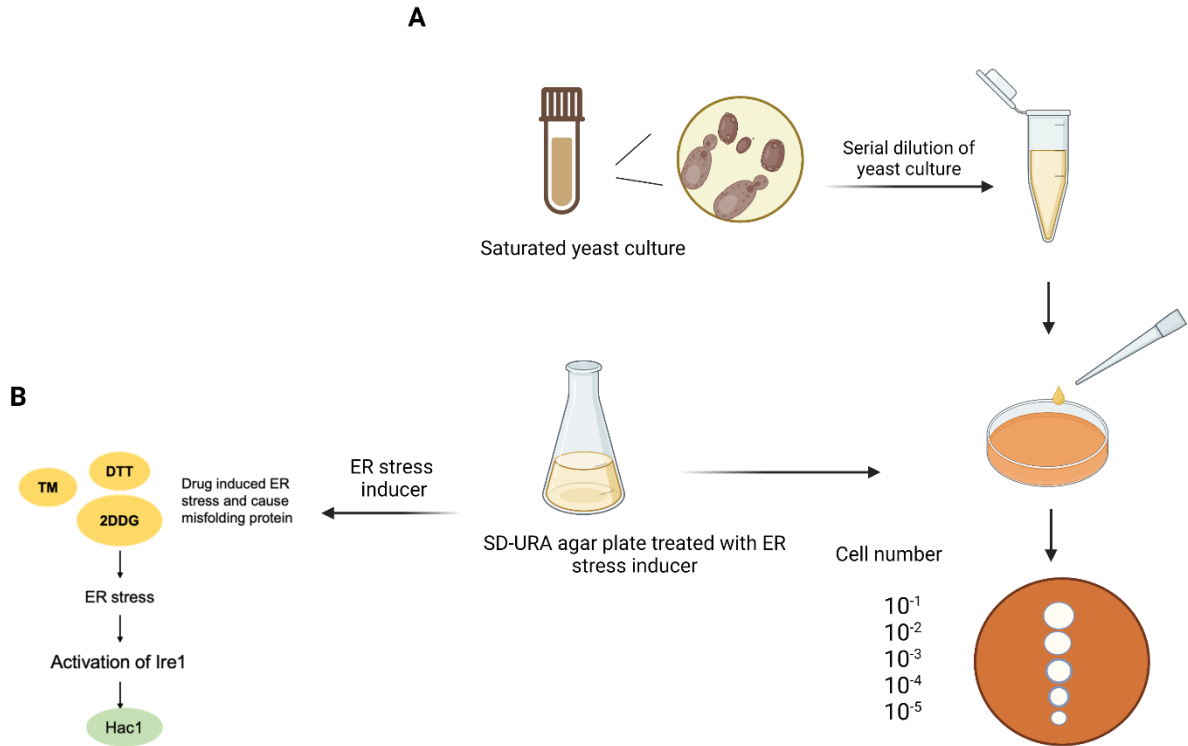 A
Serial dilution of
yeast culture
Saturated yeast culture
B
TM
DTT
2DDG
Drug induced ER
stress and cause
misfolding protein
ER stress
inducer
SD-URA agar plate treated with ER
stress inducer
ER stress
Activation of Ire1
Hac1
Cell number
10⁻¹
10⁻²
10⁻³
10⁻⁴
10⁻⁵